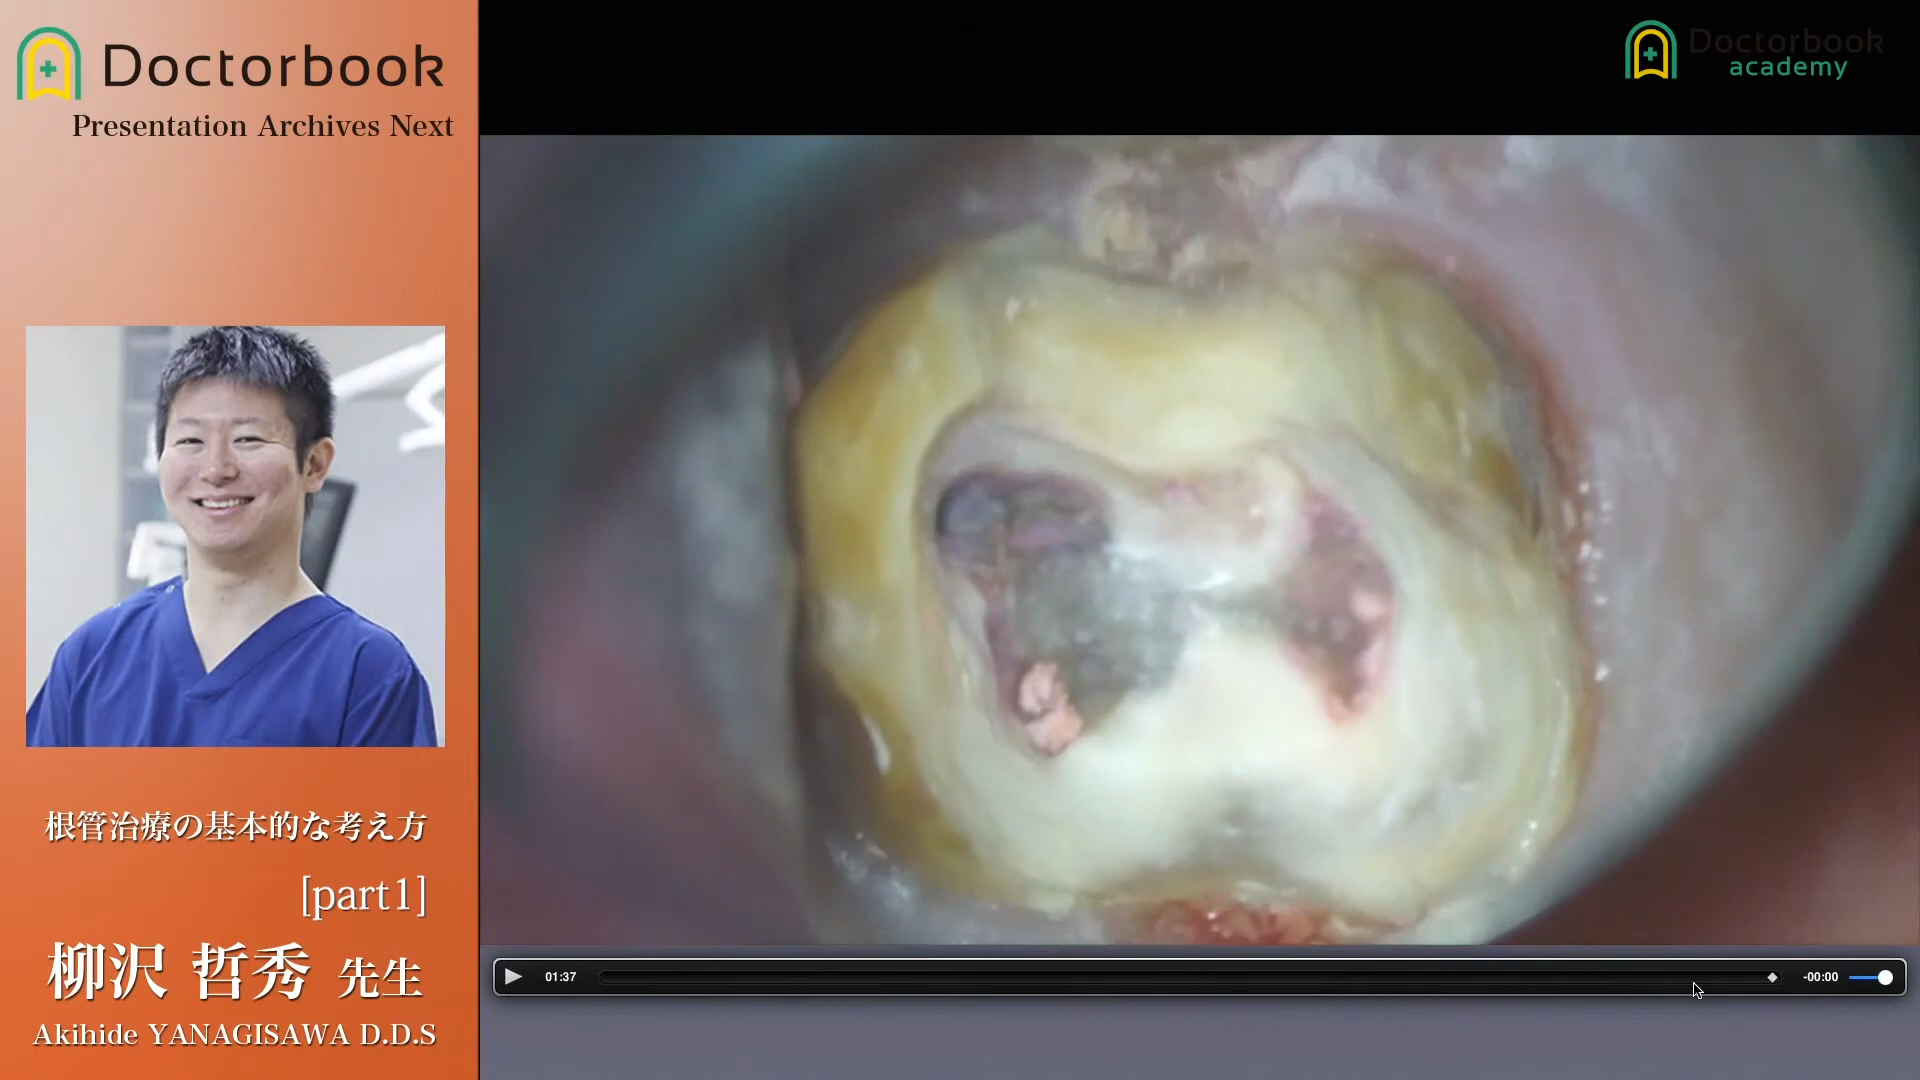 Doctorbook
Presentation Archives Next
Doctorbook
academy
根管治療の基本的な考え方
[part1]
柳沢 哲秀 先生
Akihide YANAGISAWA D.D.S
01:37
-00:00